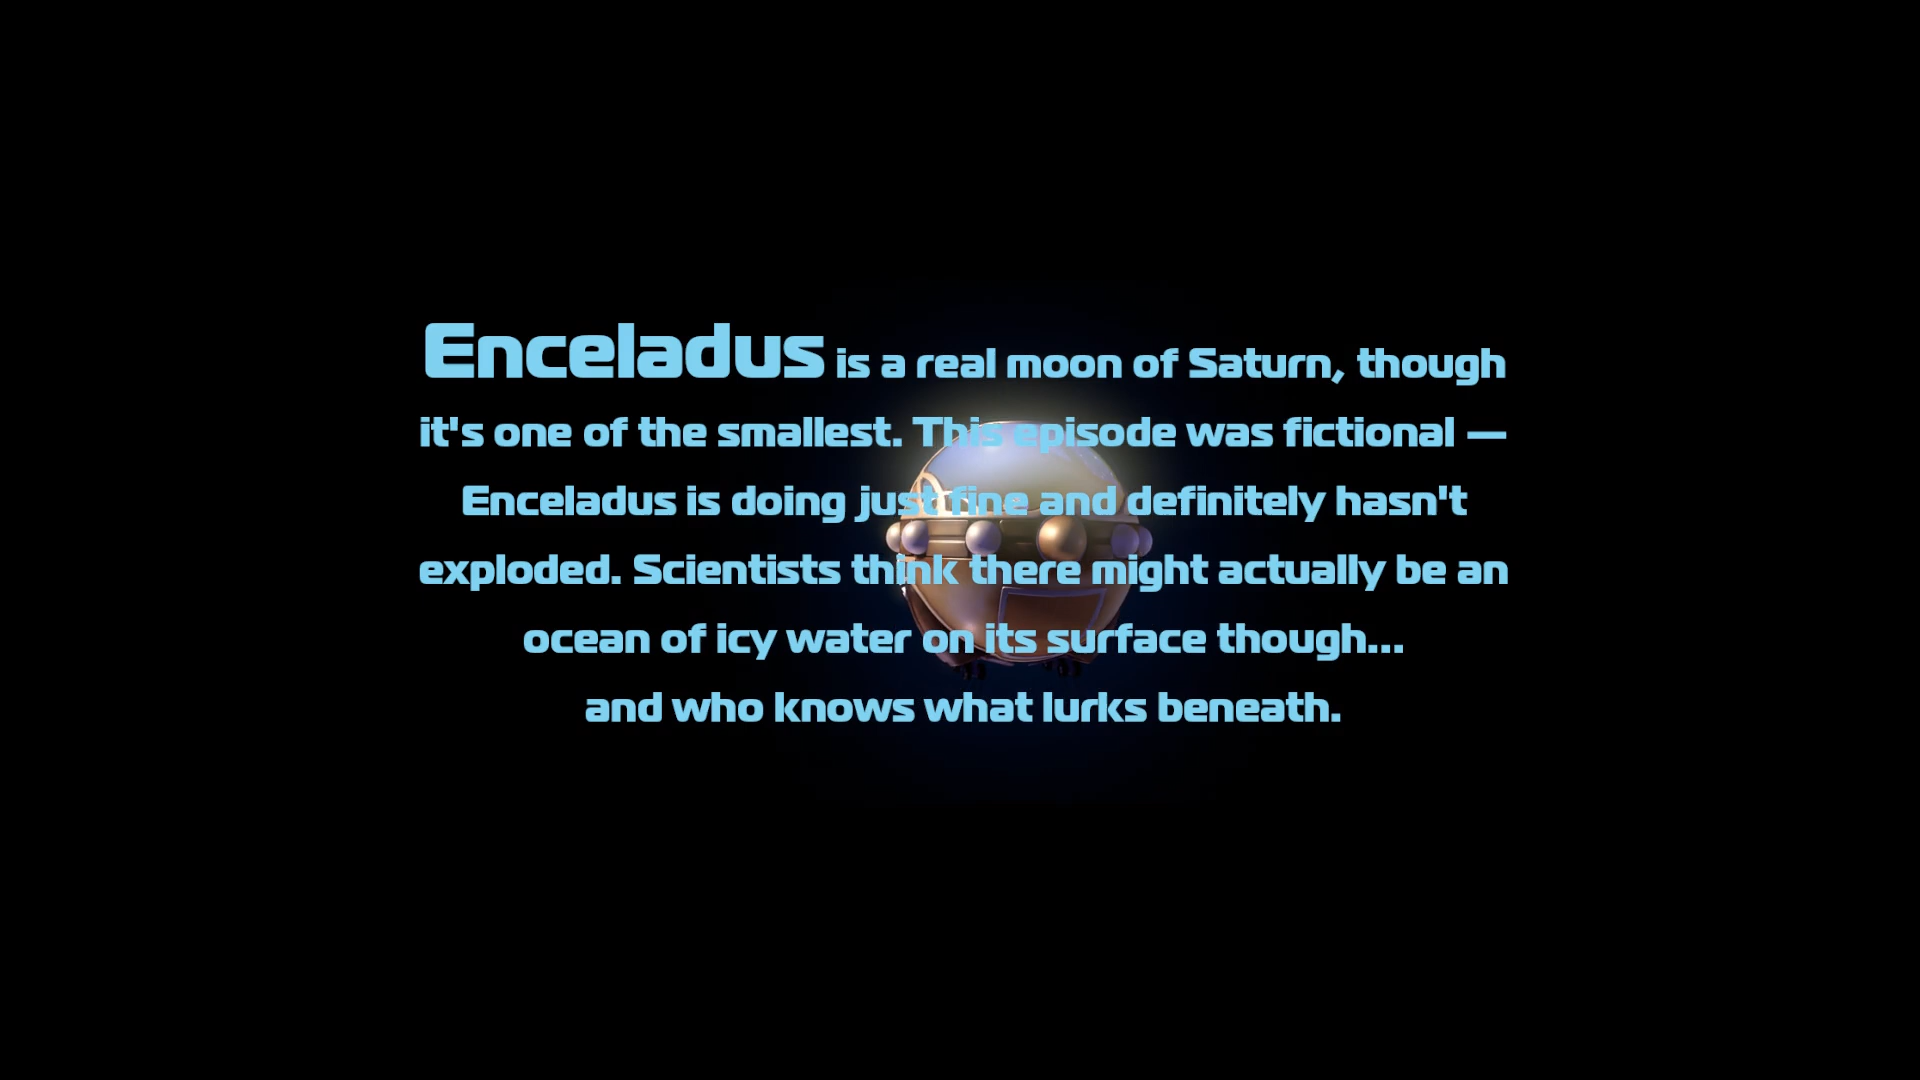 Enceladus is a real moon of Saturn, though
it's one of the smallest. This episode was fictional —
Enceladus is doing just fine and definitely hasn't
exploded. Scientists think there might actually be an
ocean of icy water on its surface though...
and who knows what lurks beneath.